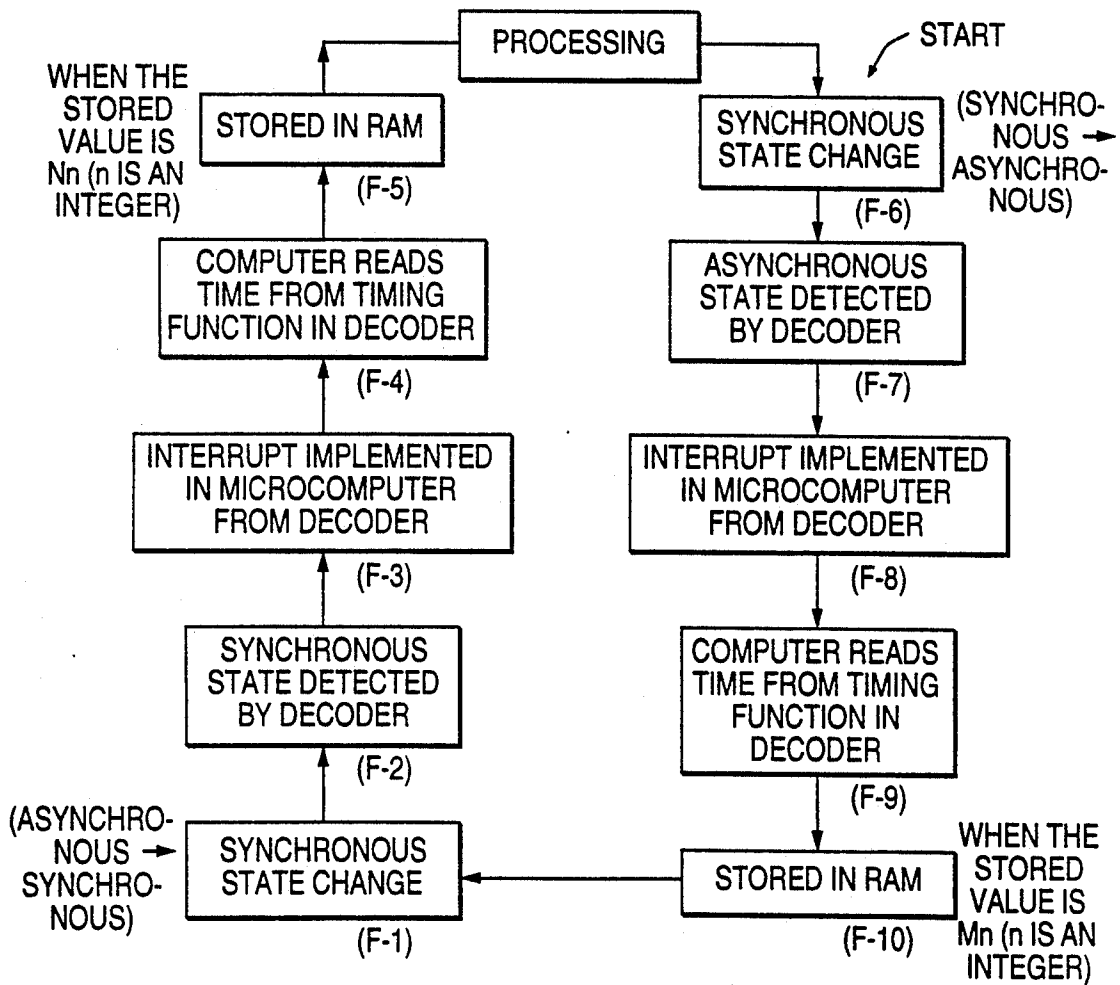 PROCESSING
START
WHEN THE
STORED
VALUE IS
Nn (n IS AN
INTEGER)
STORED IN RAM
(F-5)
SYNCHRONOUS
STATE CHANGE
(F-6)
(SYNCHRO-
NOUS →
ASYNCHRO-
NOUS)
COMPUTER READS
TIME FROM TIMING
FUNCTION IN DECODER
(F-4)
ASYNCHRONOUS
STATE DETECTED
BY DECODER
(F-7)
INTERRUPT IMPLEMENTED
IN MICROCOMPUTER
FROM DECODER
(F-3)
INTERRUPT IMPLEMENTED
IN MICROCOMPUTER
FROM DECODER
(F-8)
SYNCHRONOUS
STATE DETECTED
BY DECODER
(F-2)
COMPUTER READS
TIME FROM TIMING
FUNCTION IN
DECODER
(F-9)
(ASYNCHRO-
NOUS →
SYNCHRO-
NOUS)
SYNCHRONOUS
STATE CHANGE
(F-1)
STORED IN RAM
(F-10)
WHEN THE
STORED
VALUE IS
Mn (n IS AN
INTEGER)